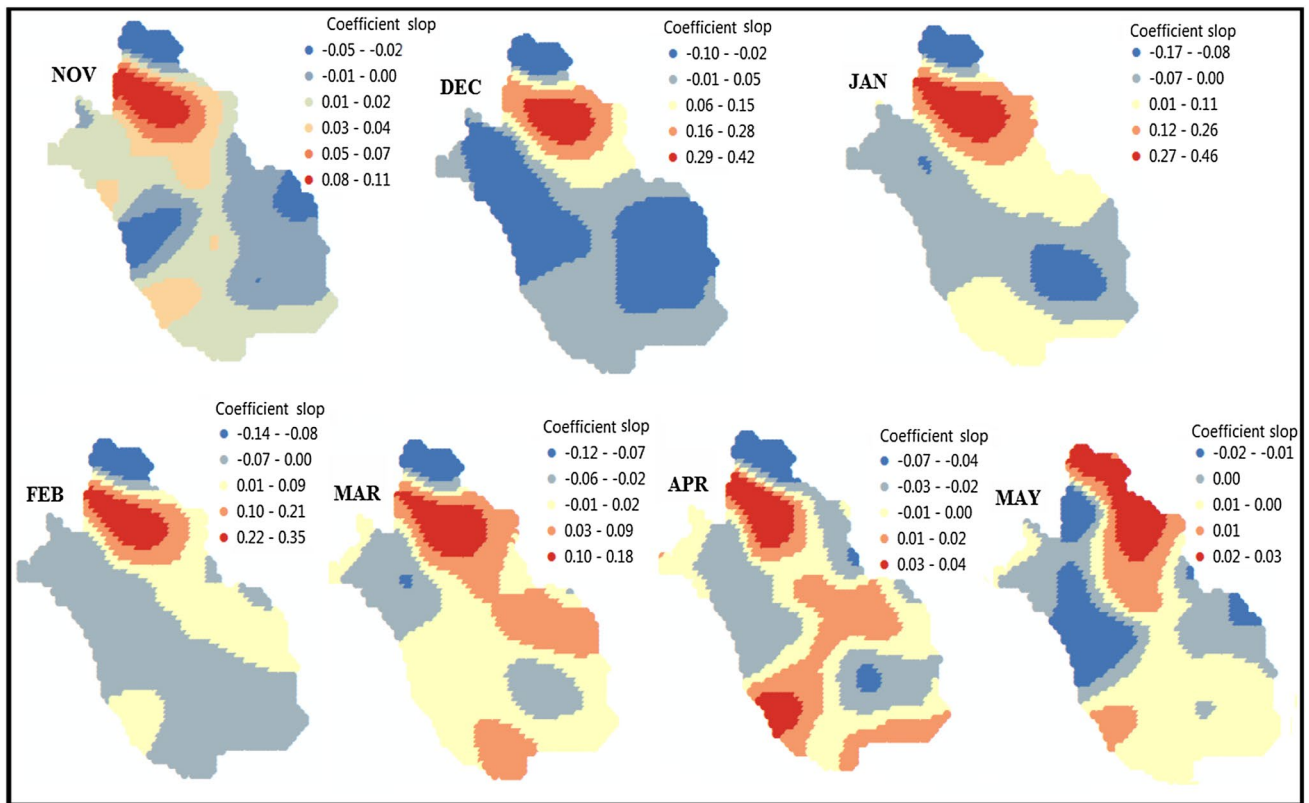 NOV
Coefficient slop
-0.05 - -0.02
-0.01 - 0.00
0.01 - 0.02
0.03 - 0.04
0.05 - 0.07
0.08 - 0.11
DEC
Coefficient slop
-0.10 - -0.02
-0.01 - 0.05
0.06 - 0.15
0.16 - 0.28
0.29 - 0.42
JAN
Coefficient slop
-0.17 - -0.08
-0.07 - 0.00
0.01 - 0.11
0.12 - 0.26
0.27 - 0.46
FEB
Coefficient slop
-0.14 - -0.08
-0.07 - 0.00
0.01 - 0.09
0.10 - 0.21
0.22 - 0.35
MAR
Coefficient slop
-0.12 - -0.07
-0.06 - -0.02
-0.01 - 0.02
0.03 - 0.09
0.10 - 0.18
APR
Coefficient slop
-0.07 - -0.04
-0.03 - -0.02
-0.01 - 0.00
0.01 - 0.02
0.03 - 0.04
MAY
Coefficient slop
-0.02 - -0.01
0.00
0.01 - 0.00
0.01
0.02 - 0.03